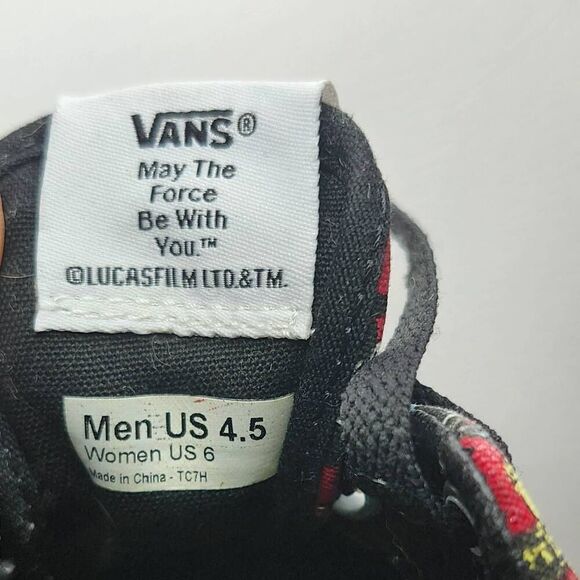 VANS®
May The
Force
Be With
You.™
©LUCASFILM LTD.&TM.
Men US 4.5
Women US 6
Made in China - TC7H